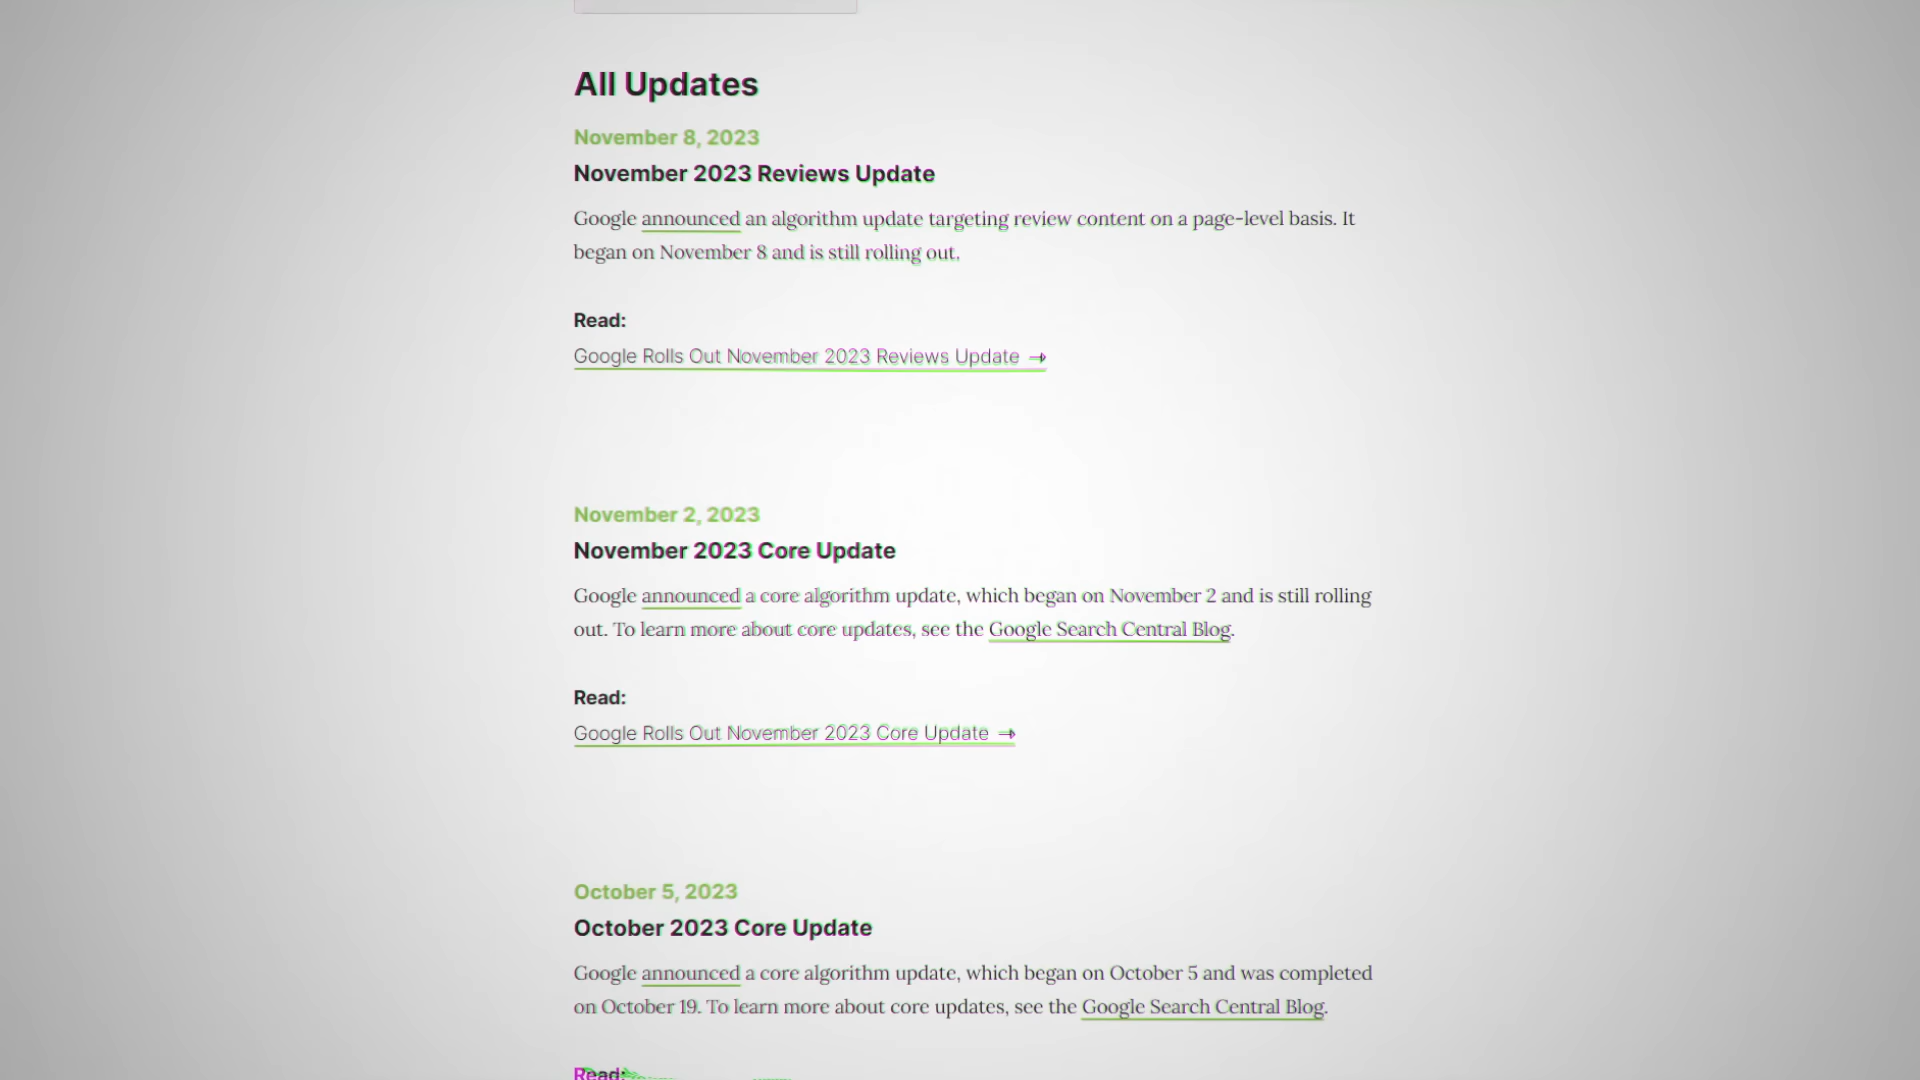 All Updates
November 8, 2023
November 2023 Reviews Update
Google announced an algorithm update targeting review content on a page-level basis. It
began on November 8 and is still rolling out.
Read:
Google Rolls Out November 2023 Reviews Update →
November 2, 2023
November 2023 Core Update
Google announced a core algorithm update, which began on November 2 and is still rolling
out. To learn more about core updates, see the Google Search Central Blog.
Read:
Google Rolls Out November 2023 Core Update →
October 5, 2023
October 2023 Core Update
Google announced a core algorithm update, which began on October 5 and was completed
on October 19. To learn more about core updates, see the Google Search Central Blog.
Read: